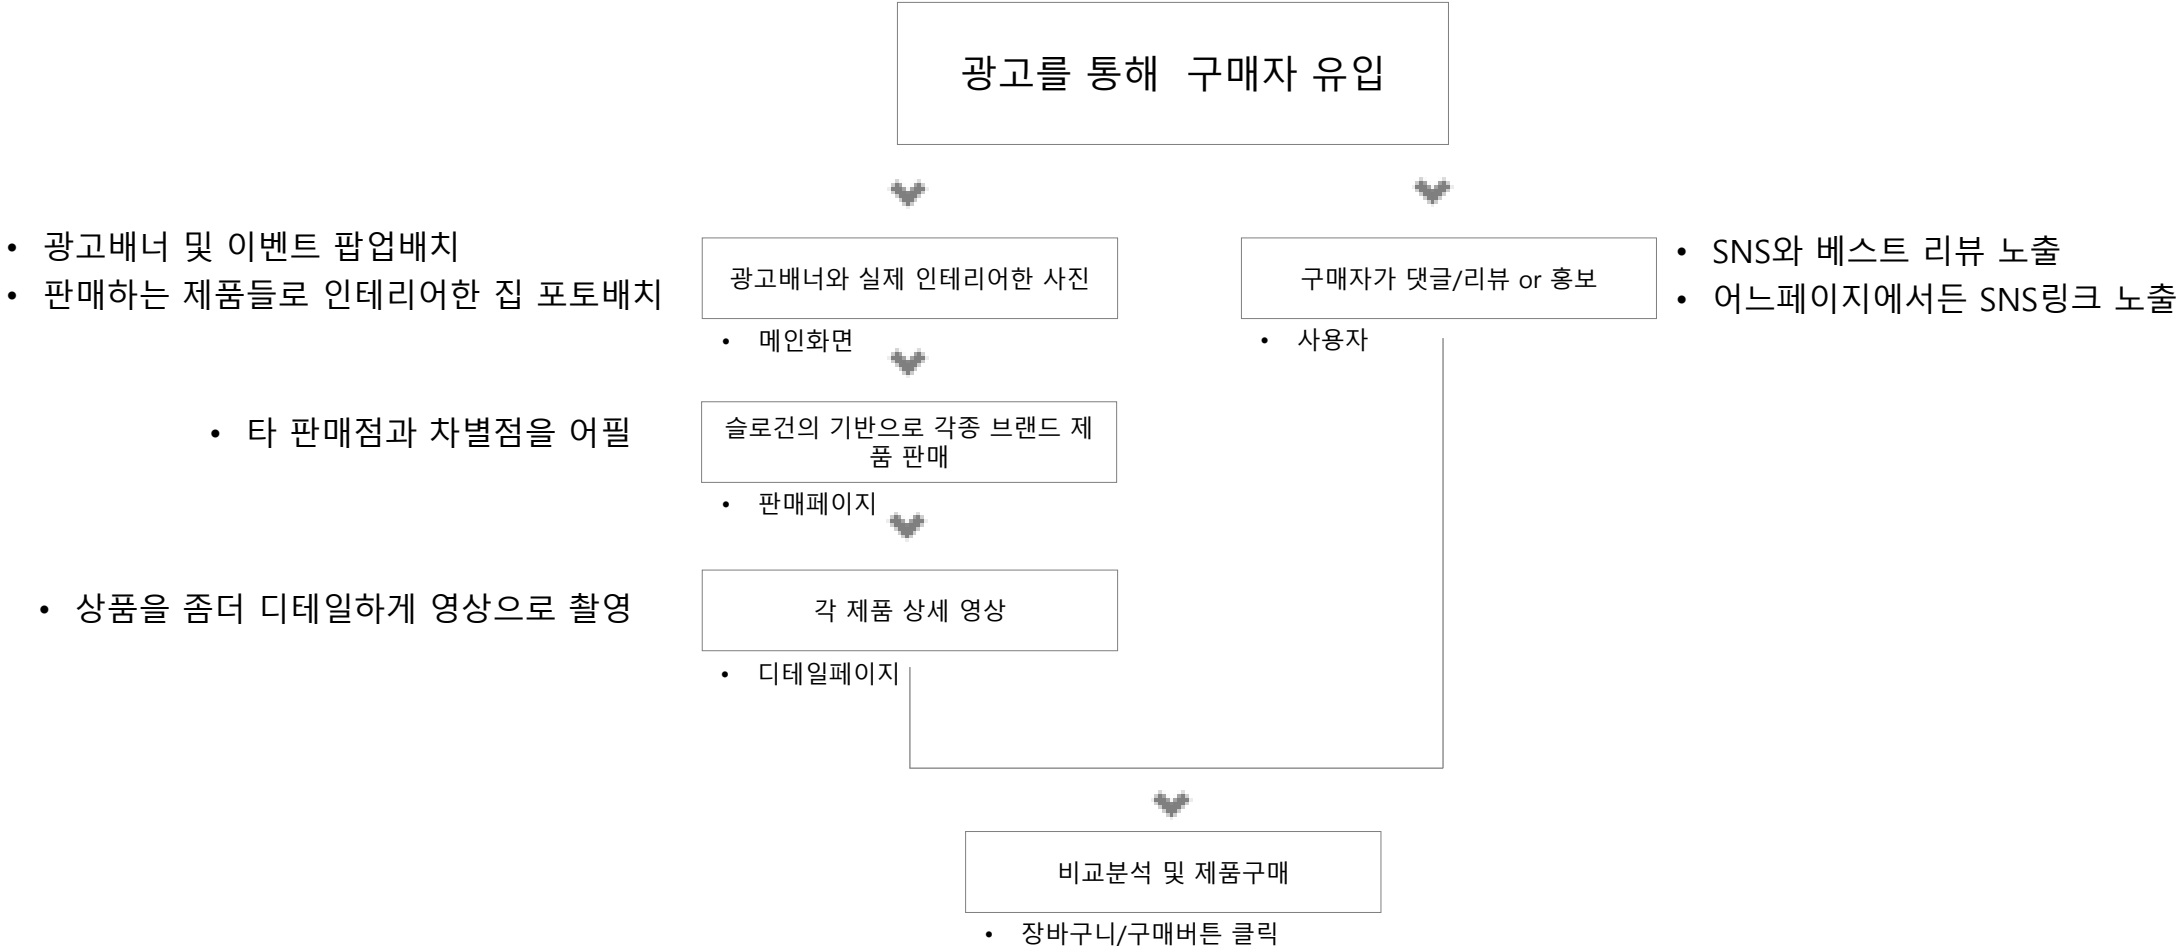 광고를 통해 구매자 유입
• 광고배너 및 이벤트 팝업배치
• 판매하는 제품들로 인테리어한 집 포토배치
광고배너와 실제 인테리어한 사진
• 메인화면
구매자가 댓글/리뷰 or 홍보
• 사용자
• SNS와 베스트 리뷰 노출
• 어느페이지에서든 SNS링크 노출
• 타 판매점과 차별점을 어필
슬로건의 기반으로 각종 브랜드 제
품 판매
• 판매페이지
• 상품을 좀더 디테일하게 영상으로 촬영
각 제품 상세 영상
• 디테일페이지
비교분석 및 제품구매
• 장바구니/구매버튼 클릭